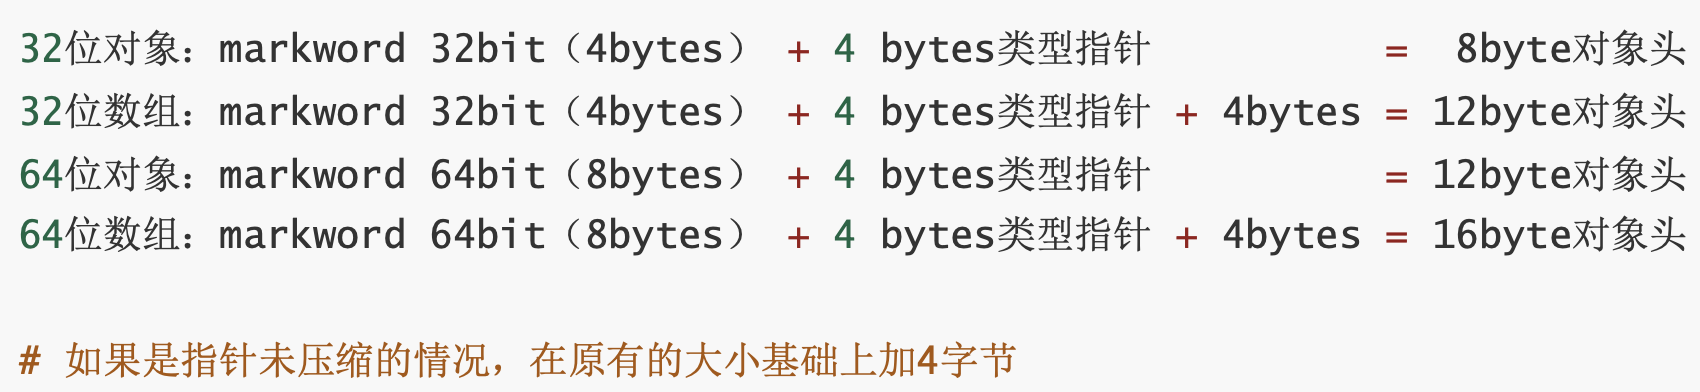 32位对象：markword 32bit（4bytes） + 4 bytes类型指针 = 8byte对象头
32位数组：markword 32bit（4bytes） + 4 bytes类型指针 + 4bytes = 12byte对象头
64位对象：markword 64bit（8bytes） + 4 bytes类型指针 = 12byte对象头
64位数组：markword 64bit（8bytes） + 4 bytes类型指针 + 4bytes = 16byte对象头
# 如果是指针未压缩的情况，在原有的大小基础上加4字节